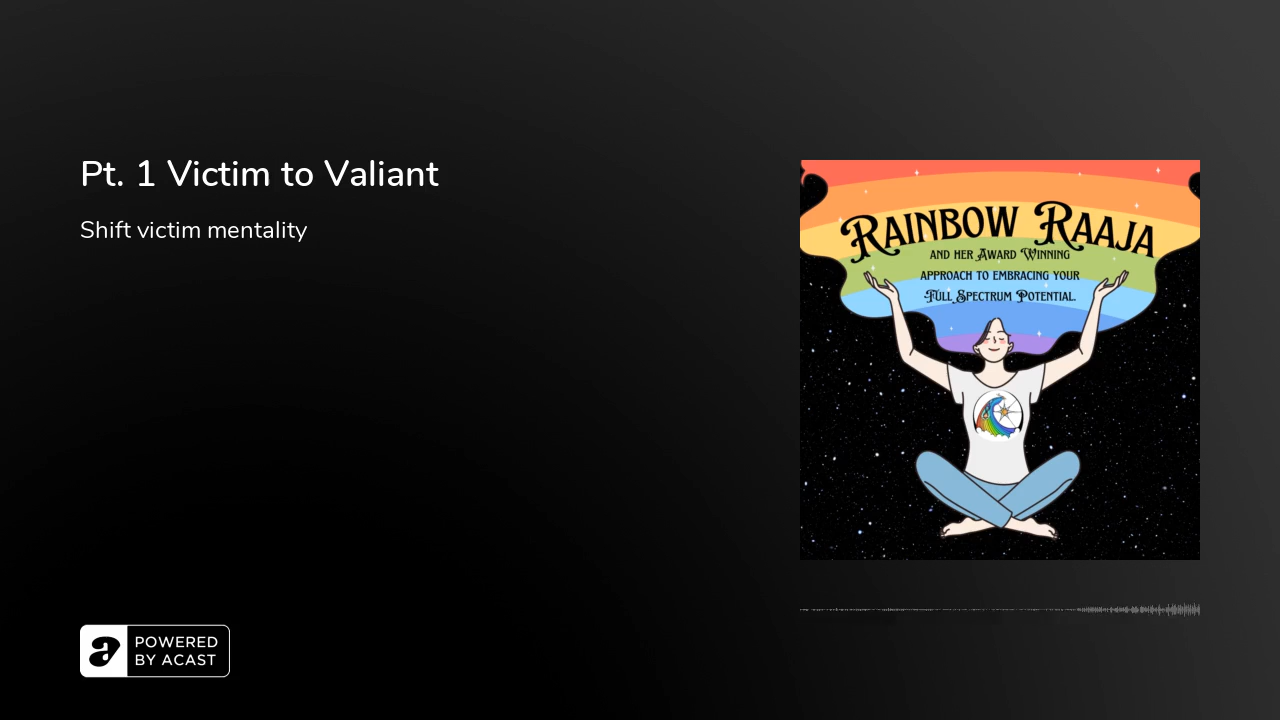 Pt. 1 Victim to Valiant
Shift victim mentality
RAINBOW RAAJA
AND HER AWARD WINNING
APPROACH TO EMBRACING YOUR
FULL SPECTRUM POTENTIAL.
a POWERED
BY ACAST